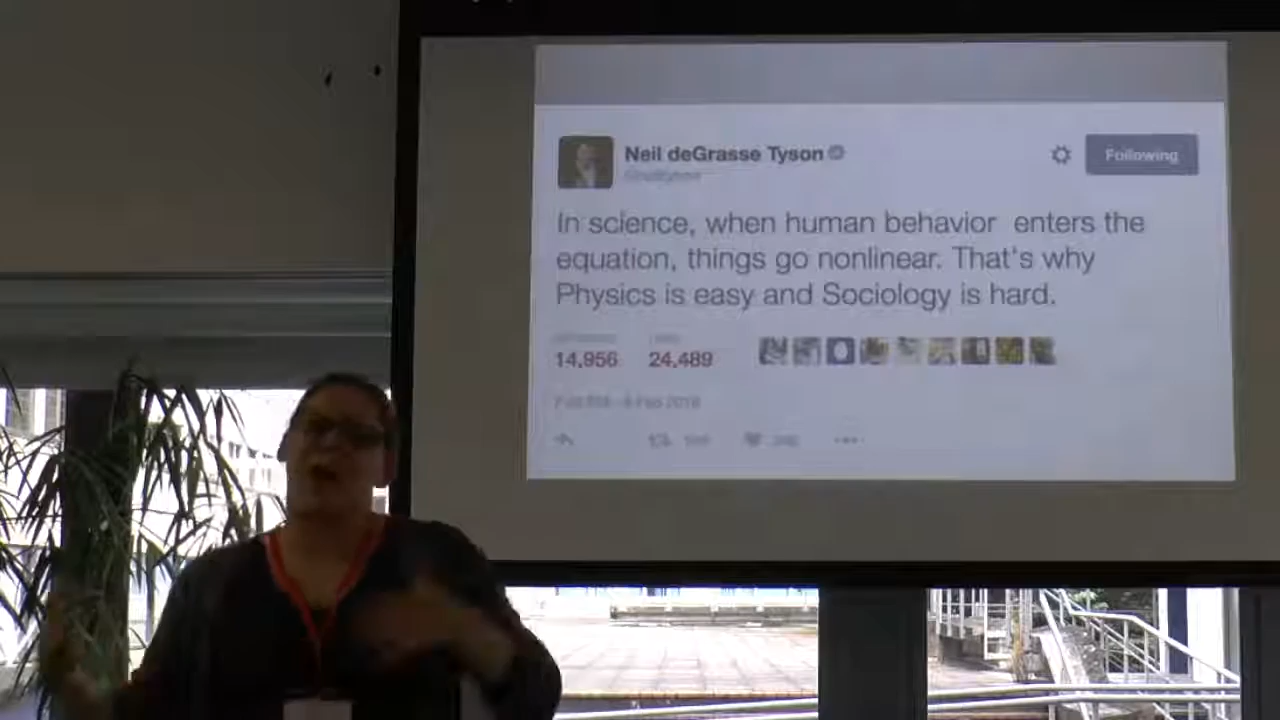 Neil deGrasse Tyson
Following
In science, when human behavior enters the
equation, things go nonlinear. That's why
Physics is easy and Sociology is hard.
14,956 24,489